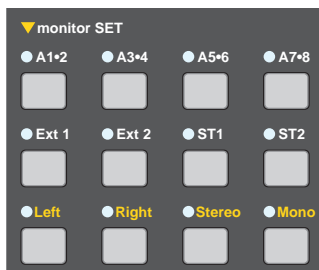 ▼monitor SET
A1•2 A3•4 A5•6 A7•8
Ext 1 Ext 2 ST1 ST2
Left Right Stereo Mono